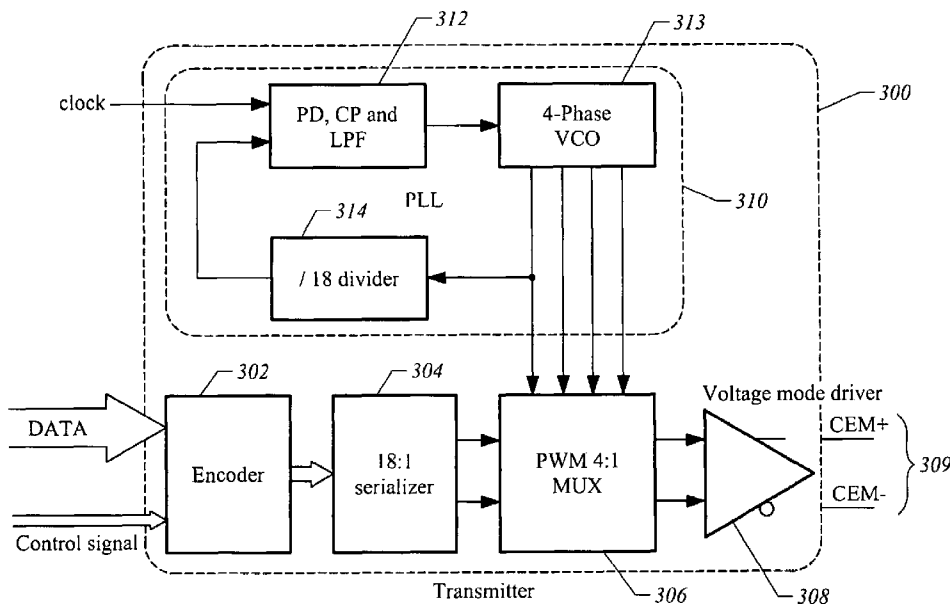 312
313
clock
PD, CP and
LPF
4-Phase
VCO
300
PLL
310
314
/ 18 divider
302
304
Voltage mode driver
DATA
Encoder
18:1
serializer
PWM 4:1
MUX
CEM+
309
CEM-
Control signal
Transmitter
306
308